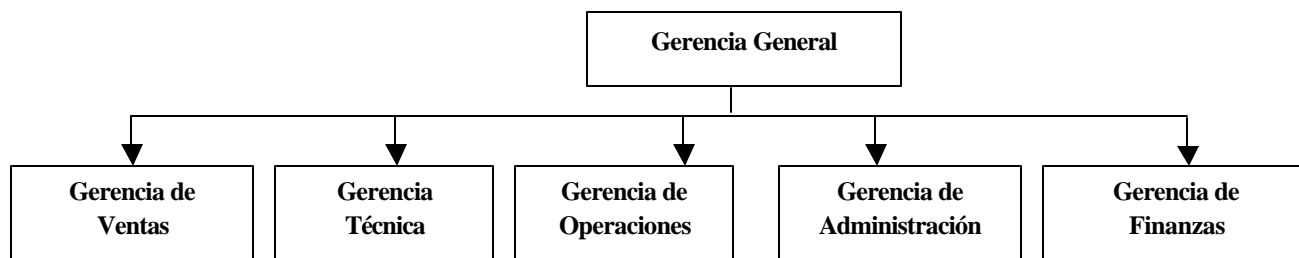 Gerencia General
Gerencia de
Ventas
Gerencia
Técnica
Gerencia de
Operaciones
Gerencia de
Administración
Gerencia de
Finanzas